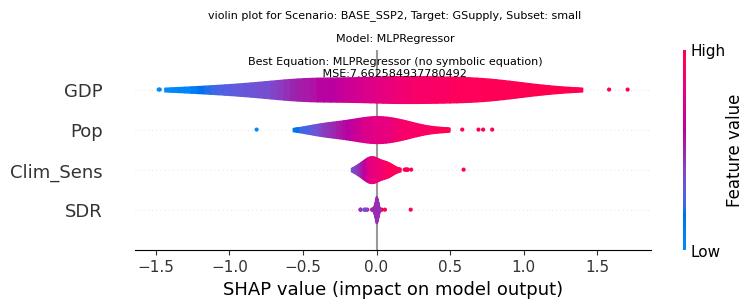 violin plot for Scenario: BASE_SSP2, Target: GSupply, Subset: small
Model: MLPRegressor
Best Equation: MLPRegressor (no symbolic equation)
MSE:7.662584937780492
GDP
Pop
Clim_Sens
SDR
−1.5 −1.0 −0.5 0.0 0.5 1.0 1.5
SHAP value (impact on model output)
High
Low
Feature value